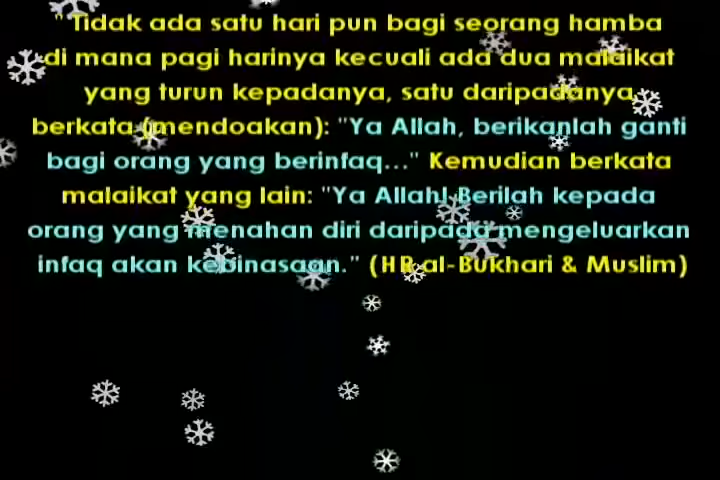 "Tidak ada satu hari pun bagi seorang hamba
di mana pagi harinya kecuali ada dua malaikat
yang turun kepadanya, satu daripadanya
berkata (mendoakan): "Ya Allah, berikanlah ganti
bagi orang yang berinfaq..." Kemudian berkata
malaikat yang lain: "Ya Allah! Berilah kepada
orang yang menahan diri daripada mengeluarkan
infaq akan kebinasaan." (HR al-Bukhari & Muslim)